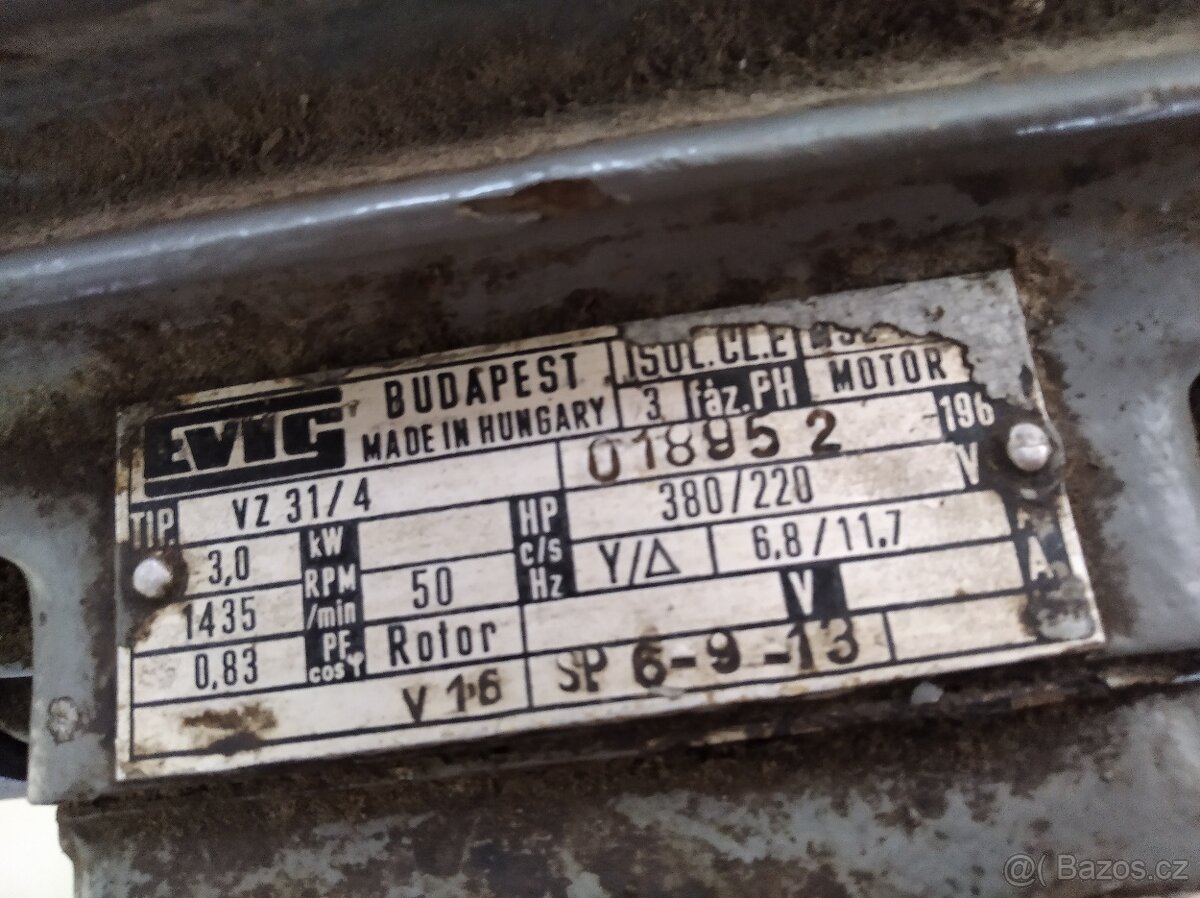 EVIG BUDAPEST ISOL.CL.E
MADE IN HUNGARY 3 fáz.PH MOTOR
018952 -196
TIP. VZ 31/4 380/220 V
3,0 kW HP Y/Δ 6,8/11.7 A
1435 RPM /min 50 c/s Hz V
0,83 PF cosφ Rotor
V 16 SP 6-9-13
@( Bazos.cz